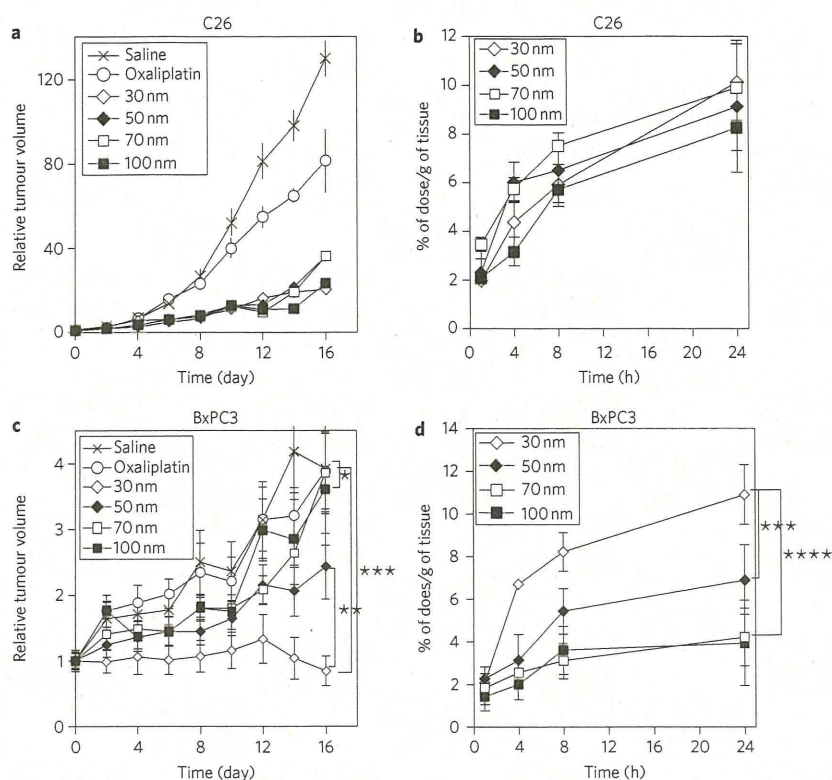 a
C26
Relative tumour volume
120
80
40
0
Saline
Oxaliplatin
30 nm
50 nm
70 nm
100 nm
0 4 8 12 16
Time (day)
b
C26
% of dose/g of tissue
12
10
8
6
4
2
0
30 nm
50 nm
70 nm
100 nm
0 4 8 12 16 20 24
Time (h)
c
BxPC3
Relative tumour volume
4
3
2
1
0
Saline
Oxaliplatin
30 nm
50 nm
70 nm
100 nm
*
***
**
0 4 8 12 16
Time (day)
d
BxPC3
% of does/g of tissue
14
12
10
8
6
4
2
0
30 nm
50 nm
70 nm
100 nm
***
****
0 4 8 12 16 20 24
Time (h)